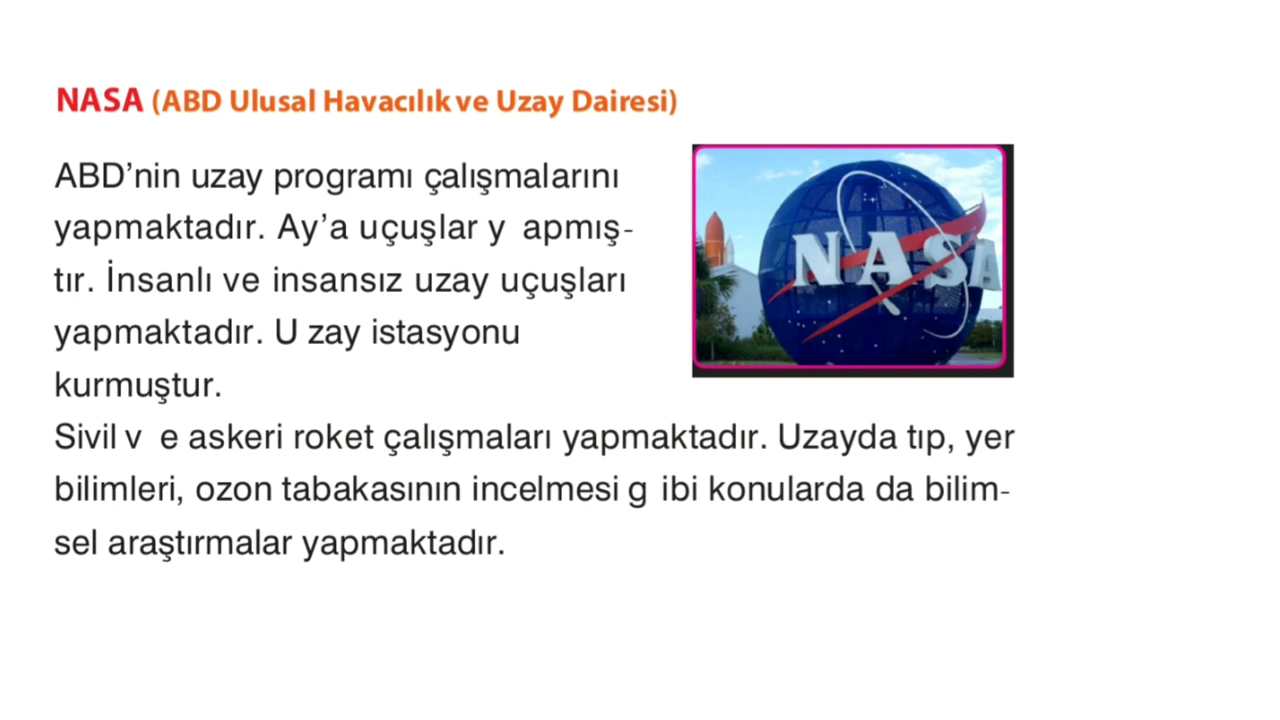 NASA (ABD Ulusal Havacılık ve Uzay Dairesi)
ABD’nin uzay programı çalışmalarını
yapmaktadır. Ay’a uçuşlar y apmış-
tır. İnsanlı ve insansız uzay uçuşları
yapmaktadır. U zay istasyonu
kurmuştur.
NASA
Sivil v e askeri roket çalışmaları yapmaktadır. Uzayda tıp, yer
bilimleri, ozon tabakasının incelmesi g ibi konularda da bilim-
sel araştırmalar yapmaktadır.